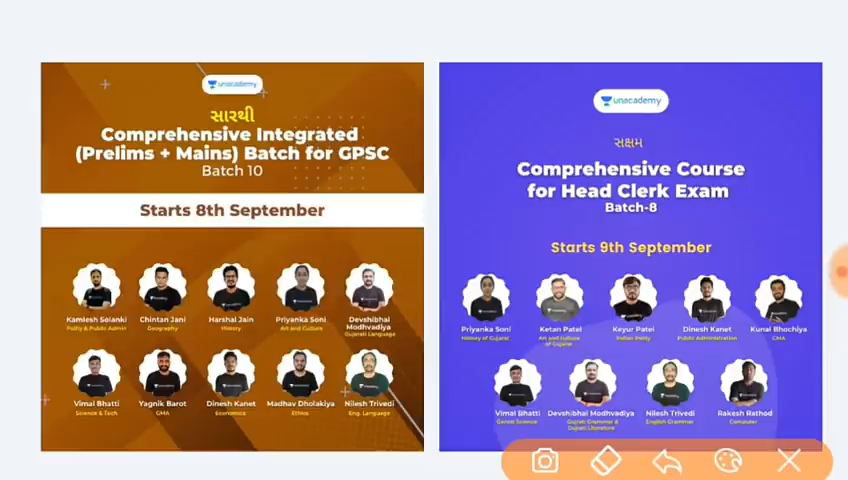 unacademy
સારથી
Comprehensive Integrated
(Prelims + Mains) Batch for GPSC
Batch 10
Starts 8th September
Kamlesh Solanki
Polity & Public Admin
Chintan Jani
Geography
Harshal Jain
History
Priyanka Soni
Art and Culture
Devshibhai
Modhvadiya
Gujarati Language
Vimal Bhatti
Science & Tech
Yagnik Barot
GMA
Dinesh Kanet
Economics
Madhav Dholakiya
Ethics
Nilesh Trivedi
Eng. Language
unacademy
સક્ષમ
Comprehensive Course
for Head Clerk Exam
Batch-8
Starts 9th September
Priyanka Soni
History of Gujarat
Ketan Patel
Art and culture
of Gujarat
Keyur Patel
Indian Polity
Dinesh Kanet
Public Administration
Kunal Bhochiya
GMA
Vimal Bhatti
General Science
Devshibhai Modhvadiya
Gujrati Grammar &
Gujrati Literature
Nilesh Trivedi
English Grammar
Rakesh Rathod
Computer